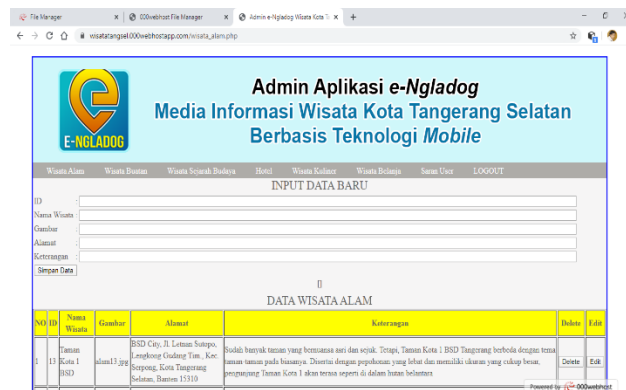 File Manager
000webhost File Manager
Admin e-Ngladog Wisata Kota T
wisatatangsel.000webhostapp.com/wisata_alam.php
E-NGLADOG
Admin Aplikasi e-Ngladog
Media Informasi Wisata Kota Tangerang Selatan
Berbasis Teknologi Mobile
Wisata Alam Wisata Buatan Wisata Sejarah Budaya Hotel Wisata Kuliner Wisata Belanja Saran User LOGOUT
INPUT DATA BARU
ID :
Nama Wisata :
Gambar :
Alamat :
Keterangan :
Simpan Data
[]
DATA WISATA ALAM
NO ID Nama Wisata Gambar Alamat Keterangan Delete Edit
1 13 Taman Kota 1 BSD alam13.jpg
BSD City, Jl. Letnan Sutopo,
Lengkong Gudang Tim., Kec.
Serpong, Kota Tangerang
Selatan, Banten 15310
Sudah banyak taman yang bernuansa asri dan sejuk. Tetapi, Taman Kota 1 BSD Tangerang berbeda dengan tema
taman-taman pada biasanya. Disertai dengan pepohonan yang lebat dan memiliki ukuran yang cukup besar,
pengunjung Taman Kota 1 akan terasa seperti di dalam hutan belantara
Delete Edit
Powered by 000webhost